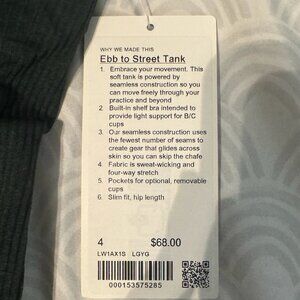 WHY WE MADE THIS
Ebb to Street Tank
1. Embrace your movement. This
soft tank is powered by
seamless construction so you
can move freely through your
practice and beyond
2. Built-in shelf bra intended to
provide light support for B/C
cups
3. Our seamless construction uses
the fewest number of seams to
create gear that glides across
skin so you can skip the chafe
4. Fabric is sweat-wicking and
four-way stretch
5. Pockets for optional, removable
cups
6. Slim fit, hip length
4 $68.00
LW1AX1S LGYG
000153575285